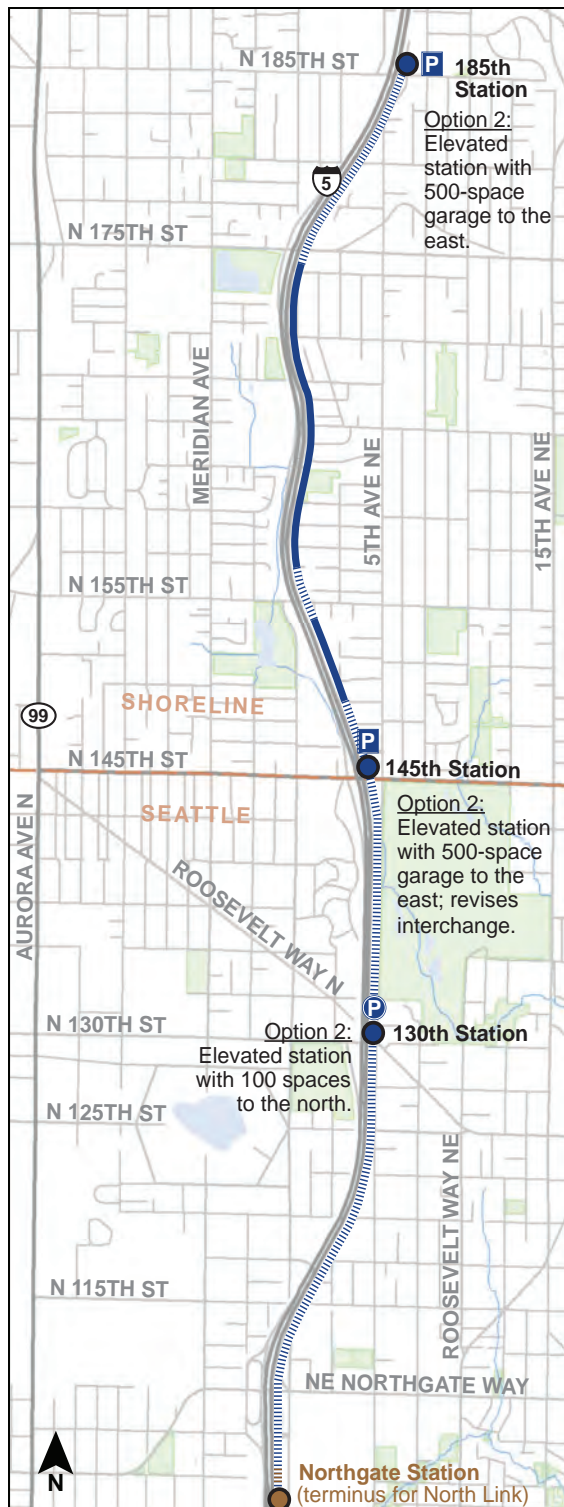 N 185TH ST
P
185th
Station
Option 2:
Elevated
station with
500-space
garage to the
east.
5
N 175TH ST
MERIDIAN AVE
5TH AVE NE
15TH AVE NE
N 155TH ST
SHORELINE
99
P
N 145TH ST
145th Station
SEATTLE
Option 2:
Elevated station
with 500-space
garage to the
east; revises
interchange.
AURORA AVE N
ROOSEVELT WAY N
P
N 130TH ST
130th Station
Option 2:
Elevated station
with 100 spaces
to the north.
N 125TH ST
ROOSEVELT WAY NE
N 115TH ST
NE NORTHGATE WAY
N
Northgate Station
(terminus for North Link)